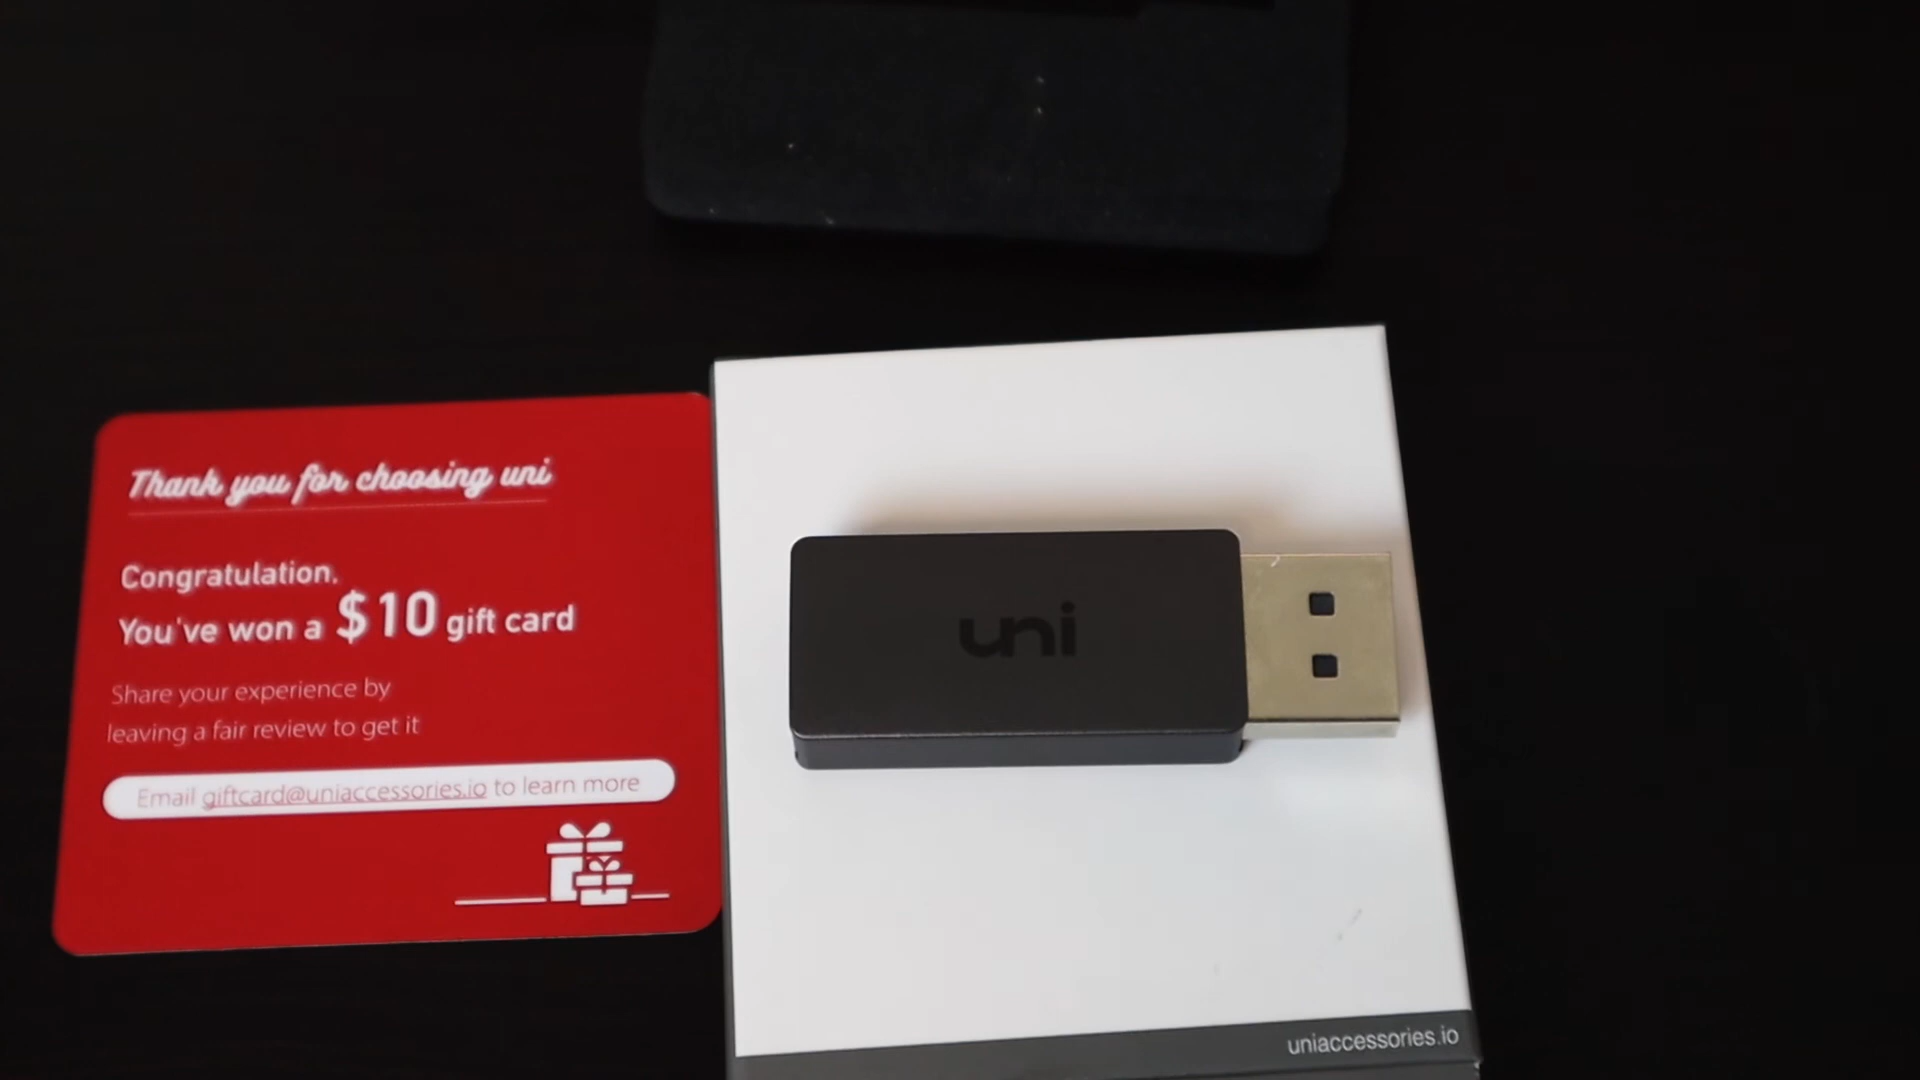 Thank you for choosing uni
Congratulation.
You've won a $10 gift card
Share your experience by
leaving a fair review to get it
Email giftcard@uniaccessories.io to learn more
uni
uniaccessories.io